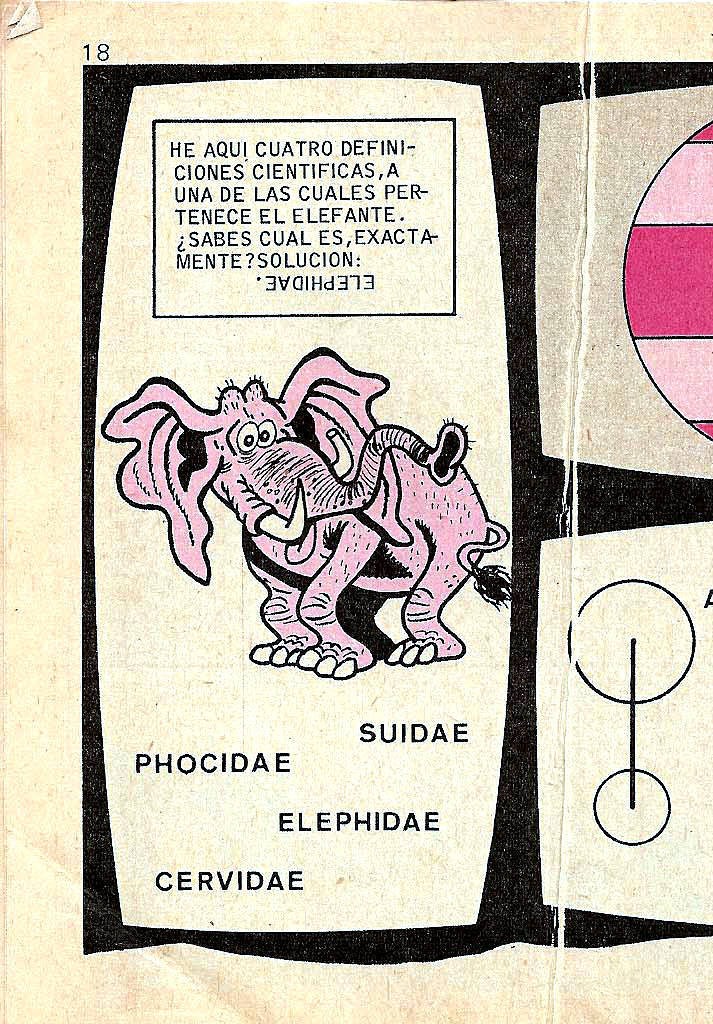 18
HE AQUI CUATRO DEFINI-
CIONES CIENTIFICAS,A
UNA DE LAS CUALES PER-
TENECE EL ELEFANTE.
¿SABES CUAL ES,EXACTA-
MENTE?SOLUCION:
ELEPHIDAE.
SUIDAE
PHOCIDAE
ELEPHIDAE
CERVIDAE